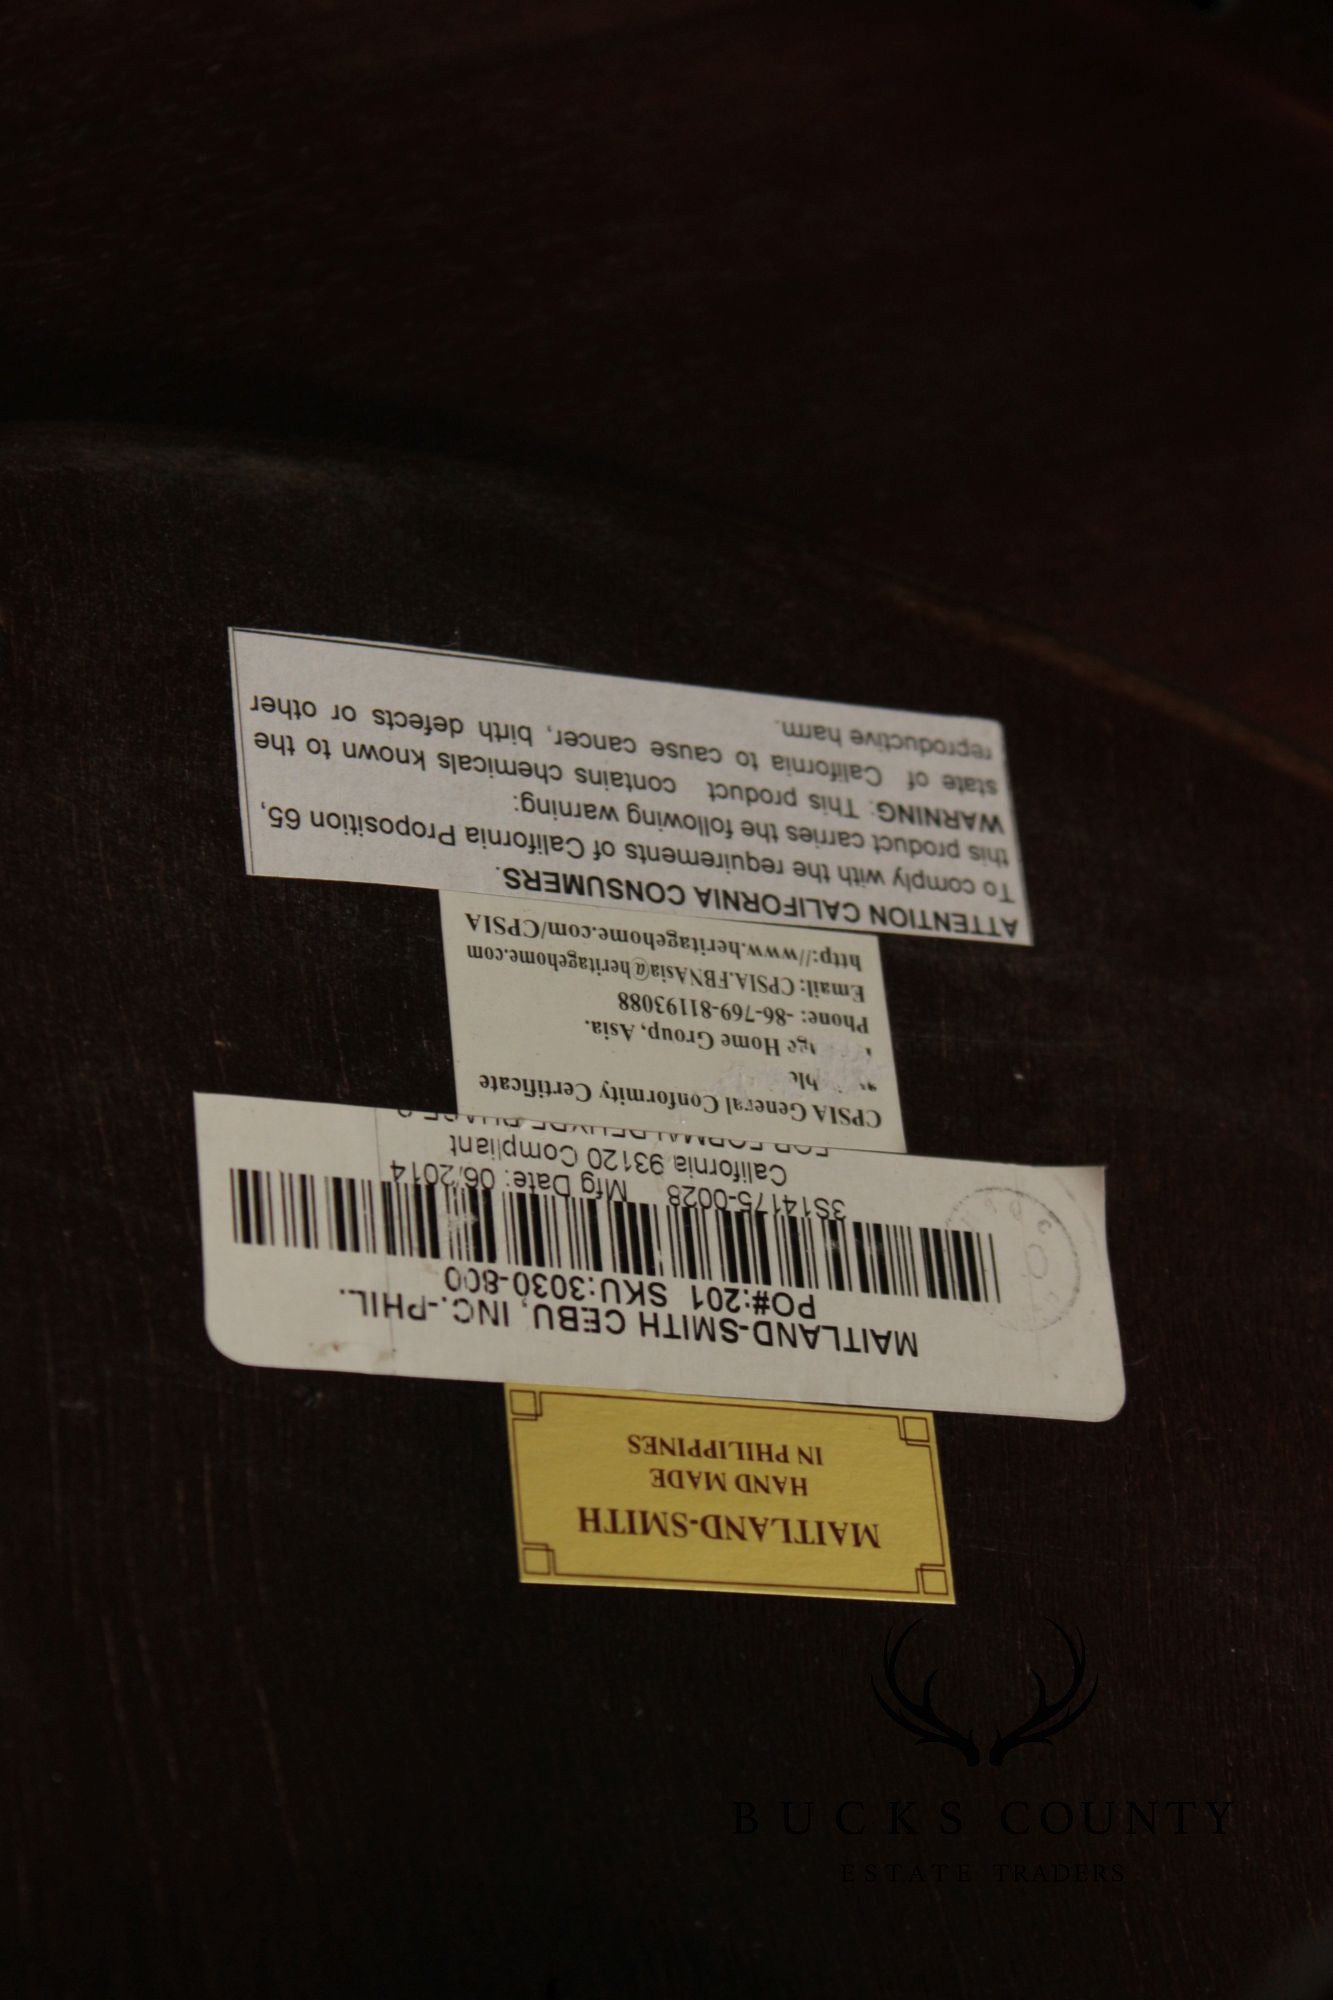 MAITLAND-SMITH
HAND MADE
IN PHILIPPINES
MAITLAND-SMITH CEBU, INC.-PHIL.
PO#:201 SKU:3030-800
3S14175-0028 Mfg Date: 06/2014
California 93120 Compliant
FOR FORMALDEHYDE PHASE 2
CPSIA General Conformity Certificate
Home Group, Asia.
Phone: -86-769-81193088
Email: CPSIA.FBNAsia@heritagehome.com
http://www.heritagehome.com/CPSIA
ATTENTION CALIFORNIA CONSUMERS.
To comply with the requirements of California Proposition 65,
this product carries the following warning:
WARNING: This product contains chemicals known to the
state of California to cause cancer, birth defects or other
reproductive harm.
BUCKS COUNTY
ESTATE TRADERS